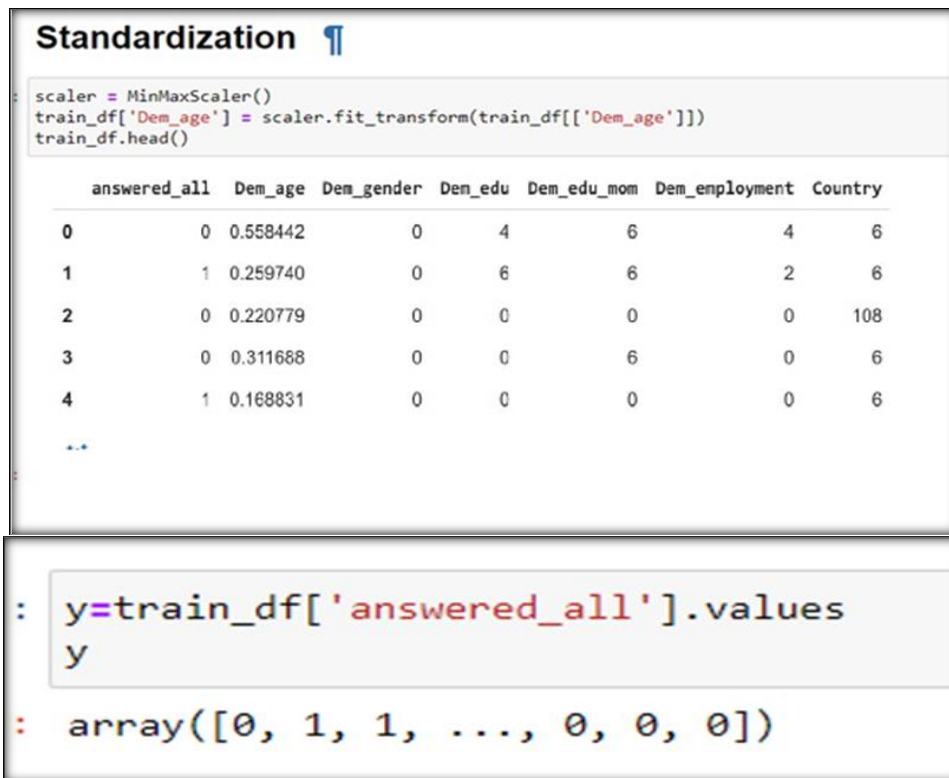 Standardization ¶
: scaler = MinMaxScaler()
train_df['Dem_age'] = scaler.fit_transform(train_df[['Dem_age']])
train_df.head()
answered_all Dem_age Dem_gender Dem_edu Dem_edu_mom Dem_employment Country
0 0 0.558442 0 4 6 4 6
1 1 0.259740 0 6 6 2 6
2 0 0.220779 0 0 0 0 108
3 0 0.311688 0 0 6 0 6
4 1 0.168831 0 0 0 0 6
:
: y=train_df['answered_all'].values
y
: array([0, 1, 1, ..., 0, 0, 0])